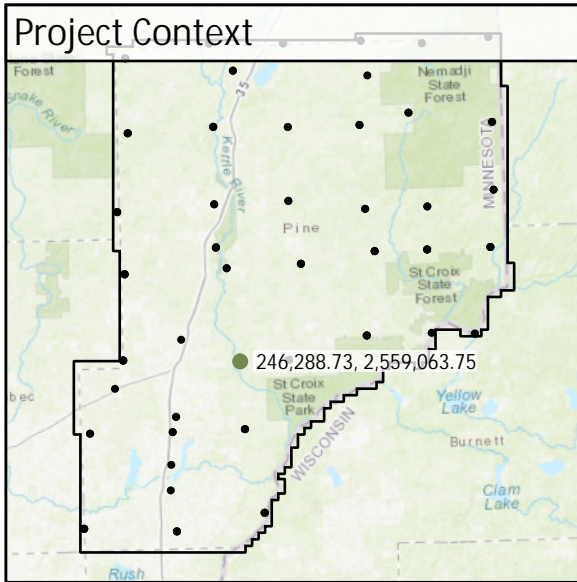 Project Context
Forest
Snake River
35
Nemadji
State
Forest
Kettle River
MINNESOTA
Pine
St Croix
State
Forest
246,288.73, 2,559,063.75
St Croix
State
Park
bec
Yellow
Lake
WISCONSIN
Burnett
Clam
Lake
Rush